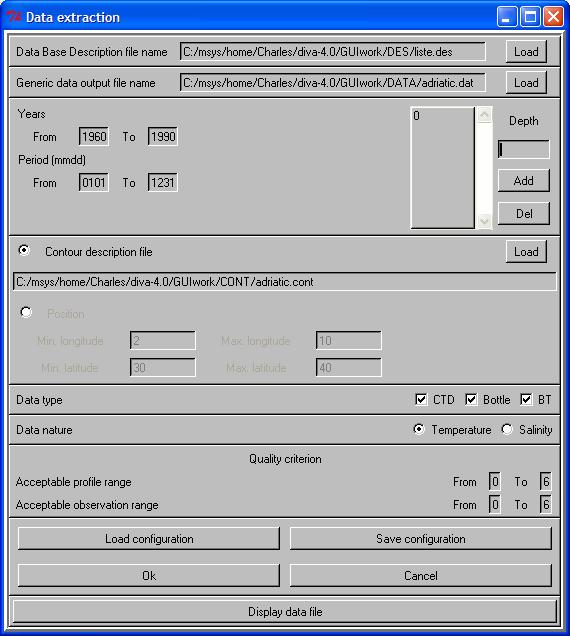 Data extraction
Data Base Description file name C:/msys/home/Charles/diva-4.0/GUIwork/DES/liste.des Load
Generic data output file name C:/msys/home/Charles/diva-4.0/GUIwork/DATA/adriatic.dat Load
Years
From 1960 To 1990
Period (mmdd)
From 0101 To 1231
0
Depth
Add
Del
Contour description file Load
C:/msys/home/Charles/diva-4.0/GUIwork/CONT/adriatic.cont
Position
Min. longitude 2 Max. longitude 10
Min. latitude 30 Max. latitude 40
Data type CTD Bottle BT
Data nature Temperature Salinity
Quality criterion
Acceptable profile range From 0 To 6
Acceptable observation range From 0 To 6
Load configuration Save configuration
Ok Cancel
Display data file